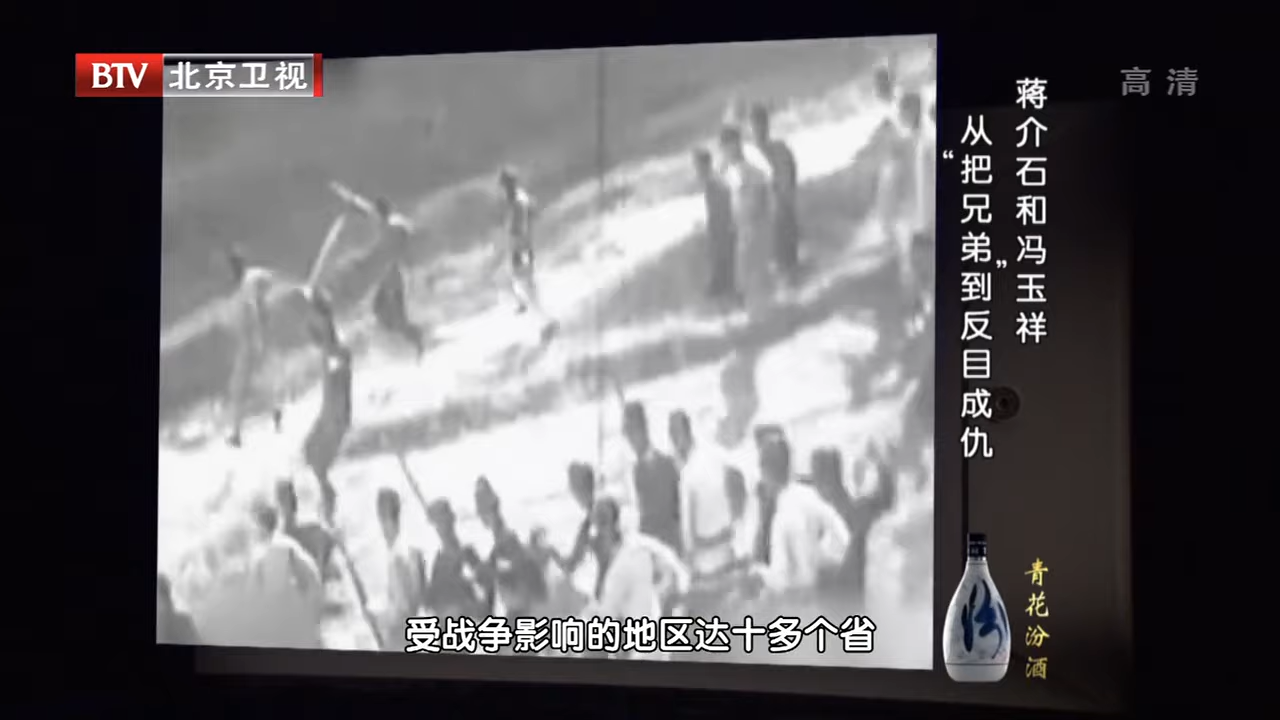 BTV 北京卫视
高清
蒋介石和冯玉祥
从“把兄弟”到反目成仇
青花汾酒
受战争影响的地区达十多个省